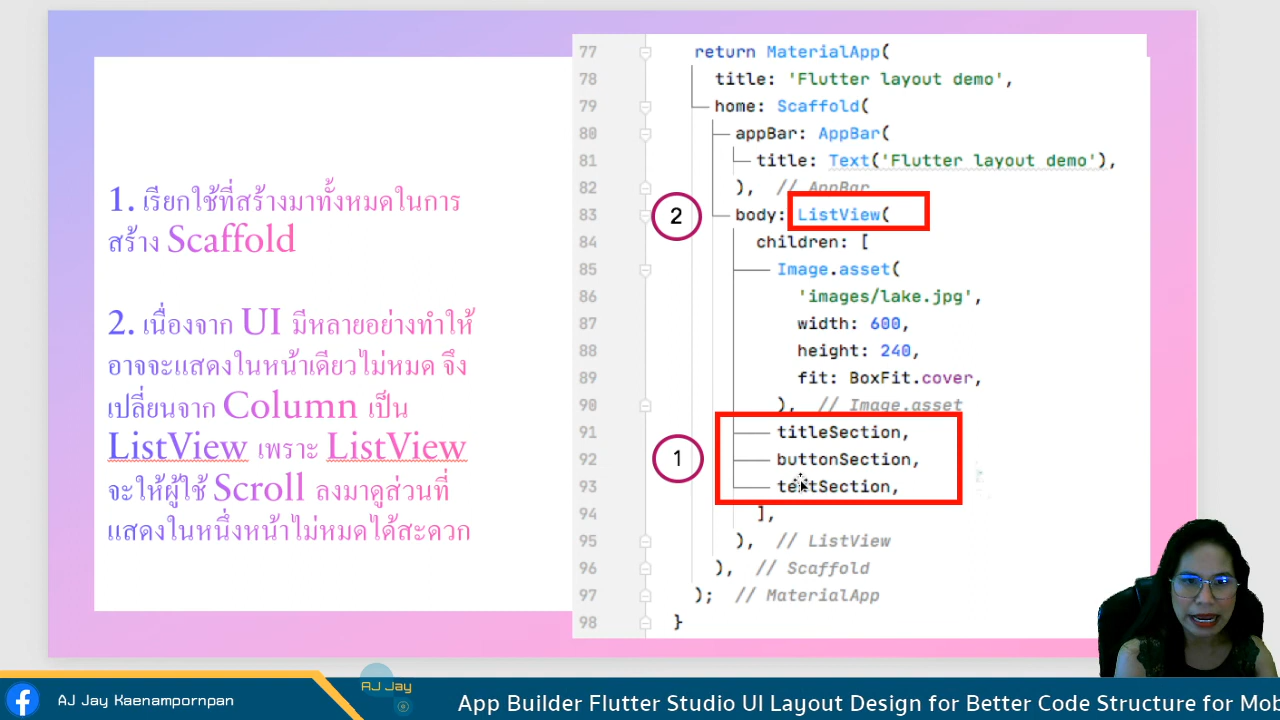 1. เรียกใช้ที่สร้างมาทั้งหมดในการ
สร้าง Scaffold
2. เนื่องจาก UI มีหลายอย่างทำให้
อาจจะแสดงในหน้าเดียวไม่หมด จึง
เปลี่ยนจาก Column เป็น
ListView เพราะ ListView
จะให้ผู้ใช้ Scroll ลงมาดูส่วนที่
แสดงในหนึ่งหน้าไม่หมดได้สะดวก
77 return MaterialApp(
78 title: 'Flutter layout demo',
79 home: Scaffold(
80 appBar: AppBar(
81 title: Text('Flutter layout demo'),
82 ), // AppBar
2
83 body: ListView(
84 children: [
85 Image.asset(
86 'images/lake.jpg',
87 width: 600,
88 height: 240,
89 fit: BoxFit.cover,
90 ), // Image.asset
91 titleSection,
1
92 buttonSection,
93 textSection,
94 ],
95 ), // ListView
96 ), // Scaffold
97 ); // MaterialApp
98 }
AJ Jay Kaenampornpan
AJ Jay
App Builder Flutter Studio UI Layout Design for Better Code Structure for Mob